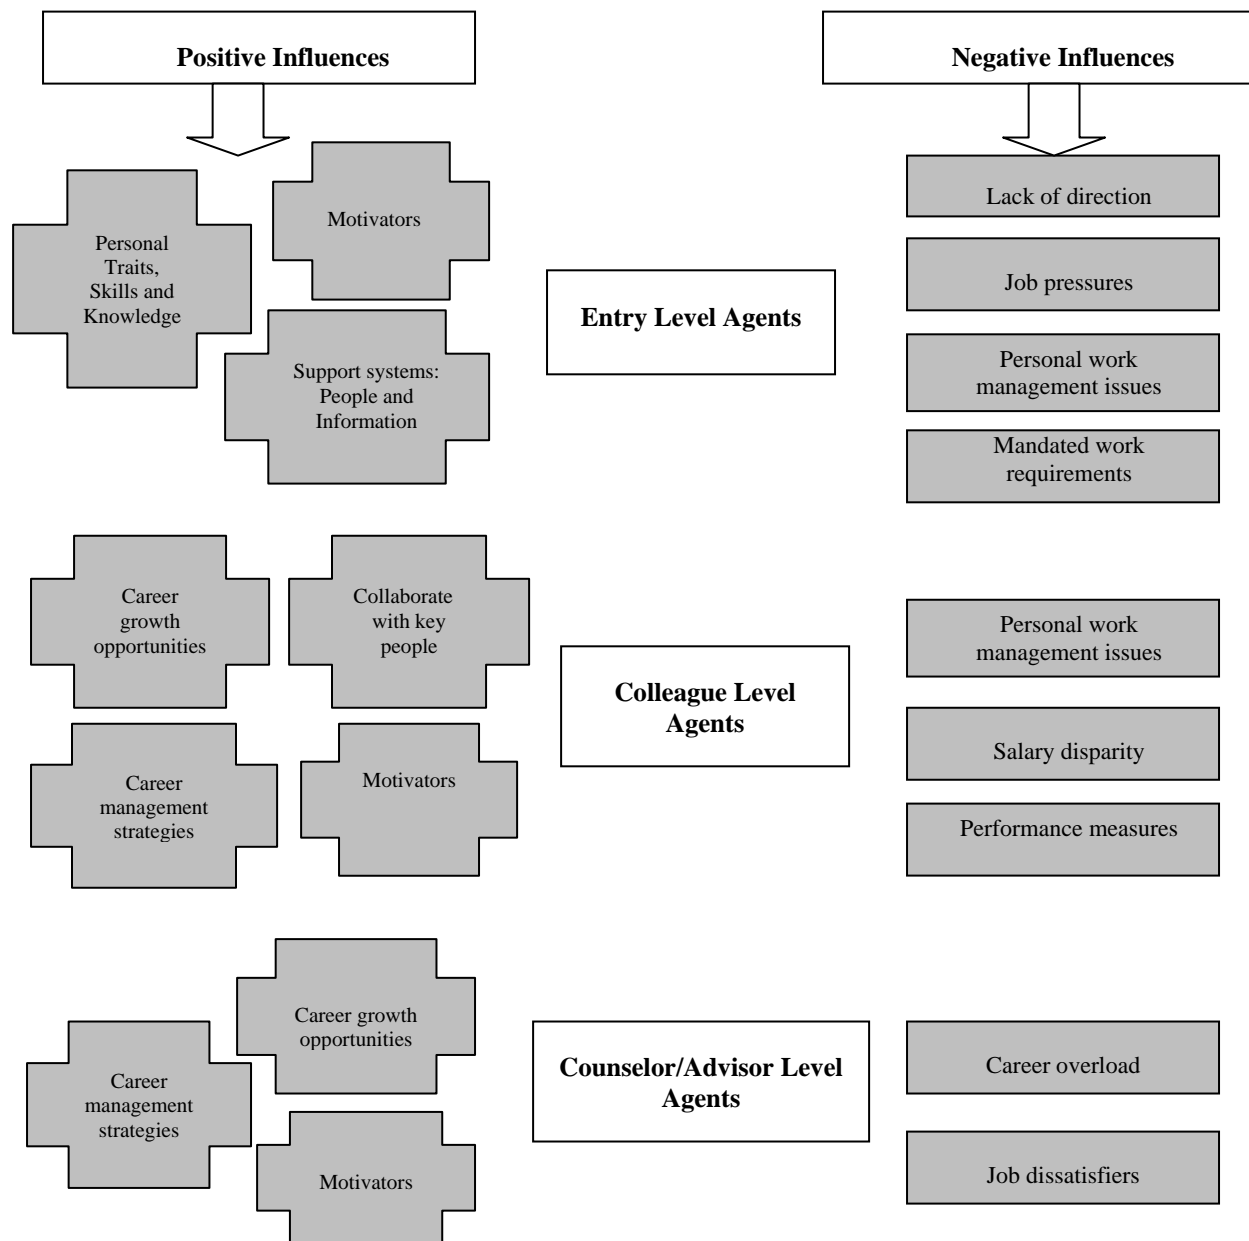 Positive Influences
Negative Influences
Personal
Traits,
Skills and
Knowledge
Motivators
Support systems:
People and
Information
Entry Level Agents
Lack of direction
Job pressures
Personal work
management issues
Mandated work
requirements
Career
growth
opportunities
Collaborate
with key
people
Career
management
strategies
Motivators
Colleague Level
Agents
Personal work
management issues
Salary disparity
Performance measures
Career growth
opportunities
Career
management
strategies
Motivators
Counselor/Advisor Level
Agents
Career overload
Job dissatisfiers